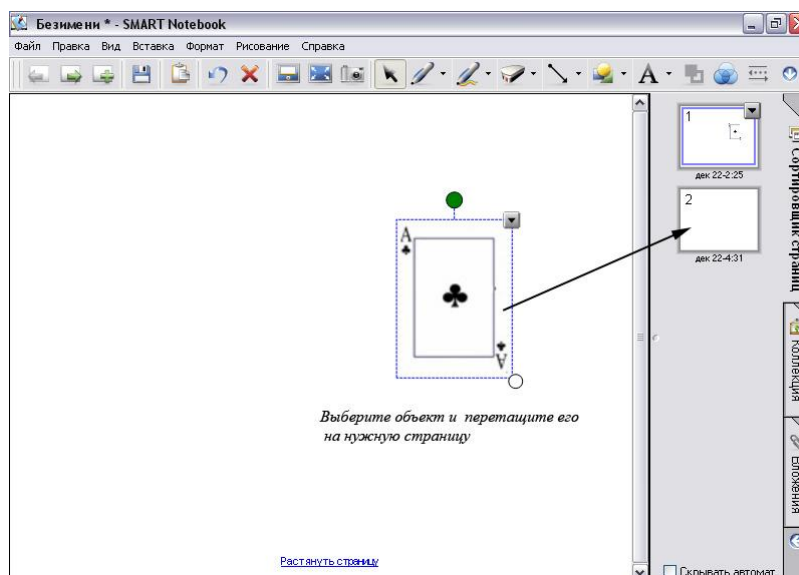 Безимени * - SMART Notebook
Файл Правка Вид Вставка Формат Рисование Справка
A
A
Выберите объект и перетащите его
на нужную страницу
Растянуть страницу
1
дек 22-2:25
2
дек 22-4:31
Сортировщик страниц
Коллекция
Вложения
Скрывать автомат